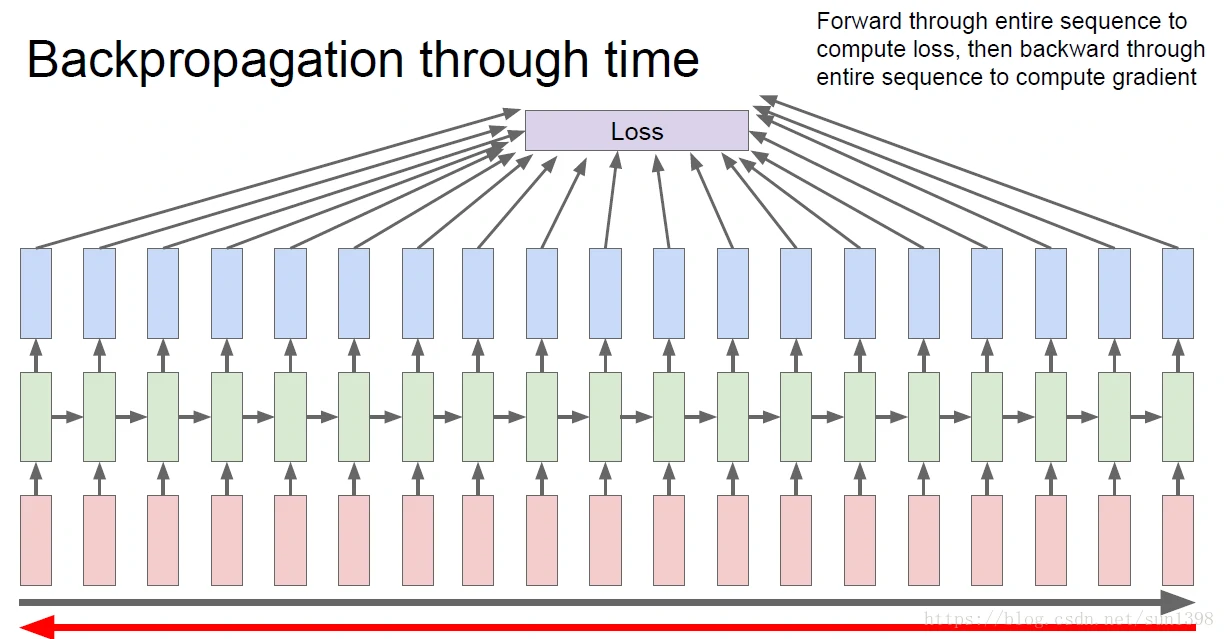 Backpropagation through time
Forward through entire sequence to
compute loss, then backward through
entire sequence to compute gradient
Loss
https://blog.csdn.net/sun1398